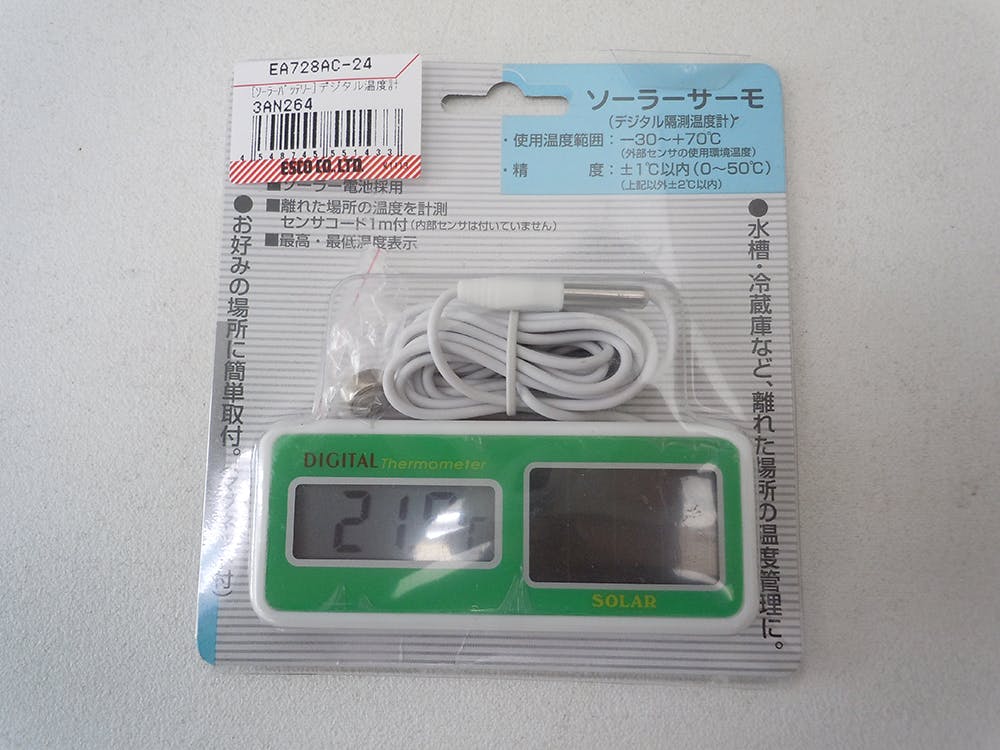 EA728AC-24
[ソーラーバッテリー]デジタル温度計
3AN264
4 548745 551433
ESCO CO.,LTD.
ソーラーサーモ
(デジタル隔測温度計)
・使用温度範囲：－30～＋70℃
(外部センサの使用環境温度)
・精　　　度：±1℃以内(0～50℃)
(上記以外±2℃以内)
■ソーラー電池採用
■離れた場所の温度を計測
センサコード1m付(内部センサは付いていません)
■最高・最低温度表示
●お好みの場所に簡単取付。
付)
●水槽・冷蔵庫など、離れた場所の温度管理に。
DIGITAL Thermometer
SOLAR